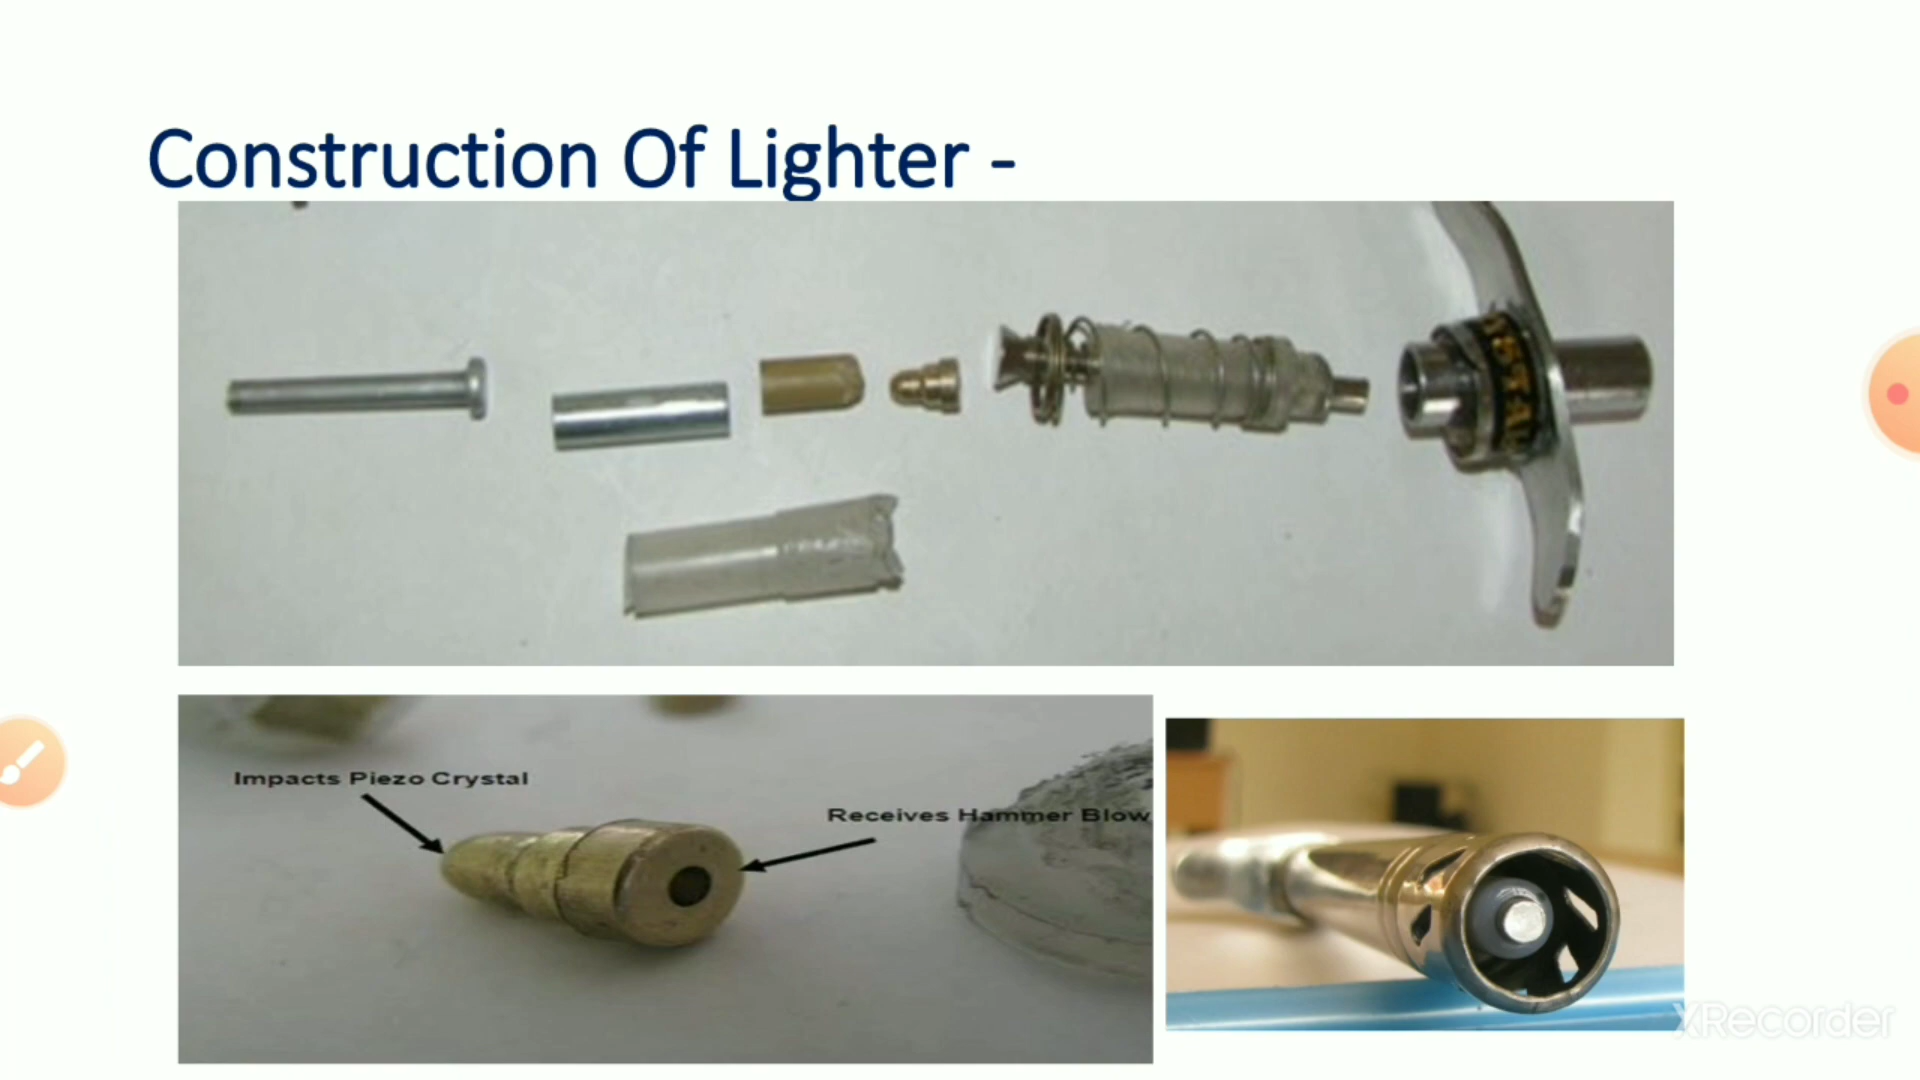 Construction Of Lighter -
Impacts Piezo Crystal
Receives Hammer Blow
XRecorder